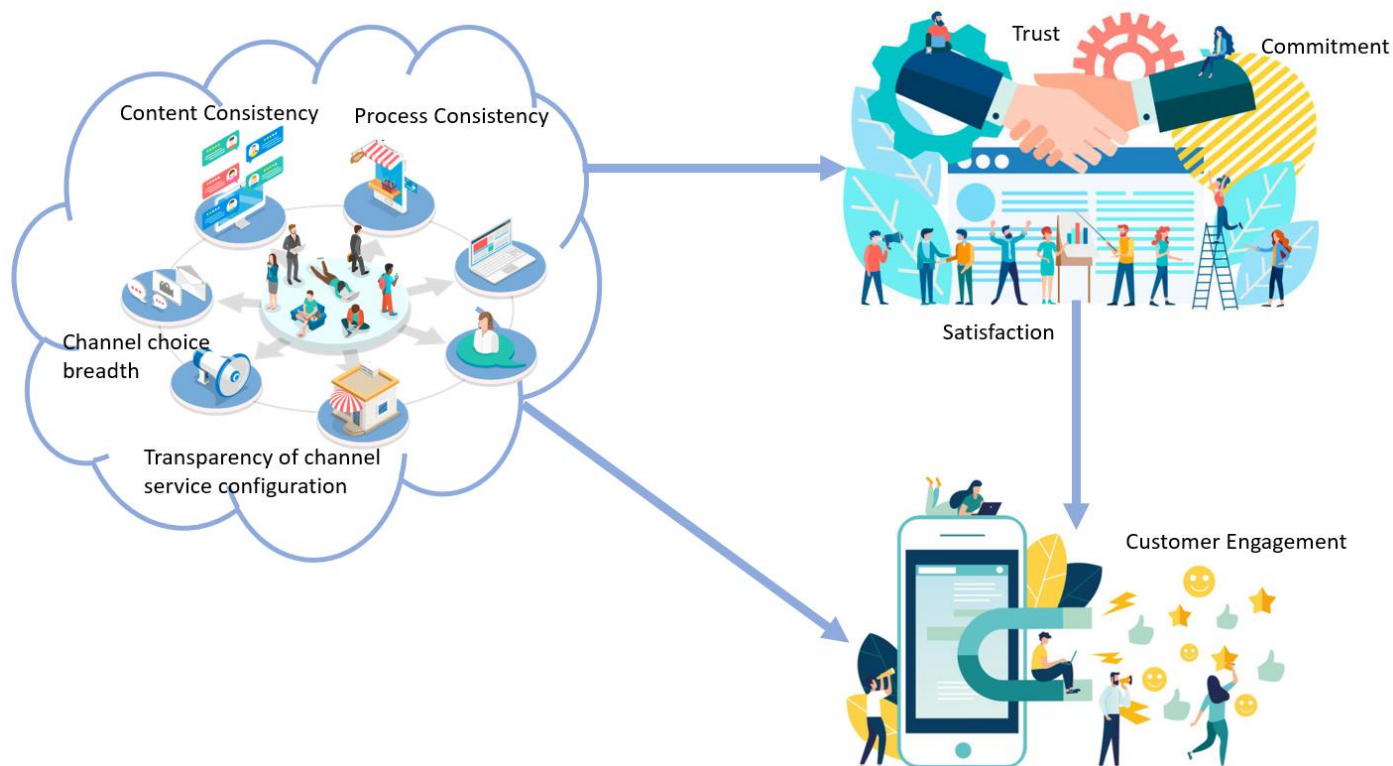 Content Consistency
Process Consistency
Channel choice
breadth
Transparency of channel
service configuration
Trust
Commitment
Satisfaction
Customer Engagement